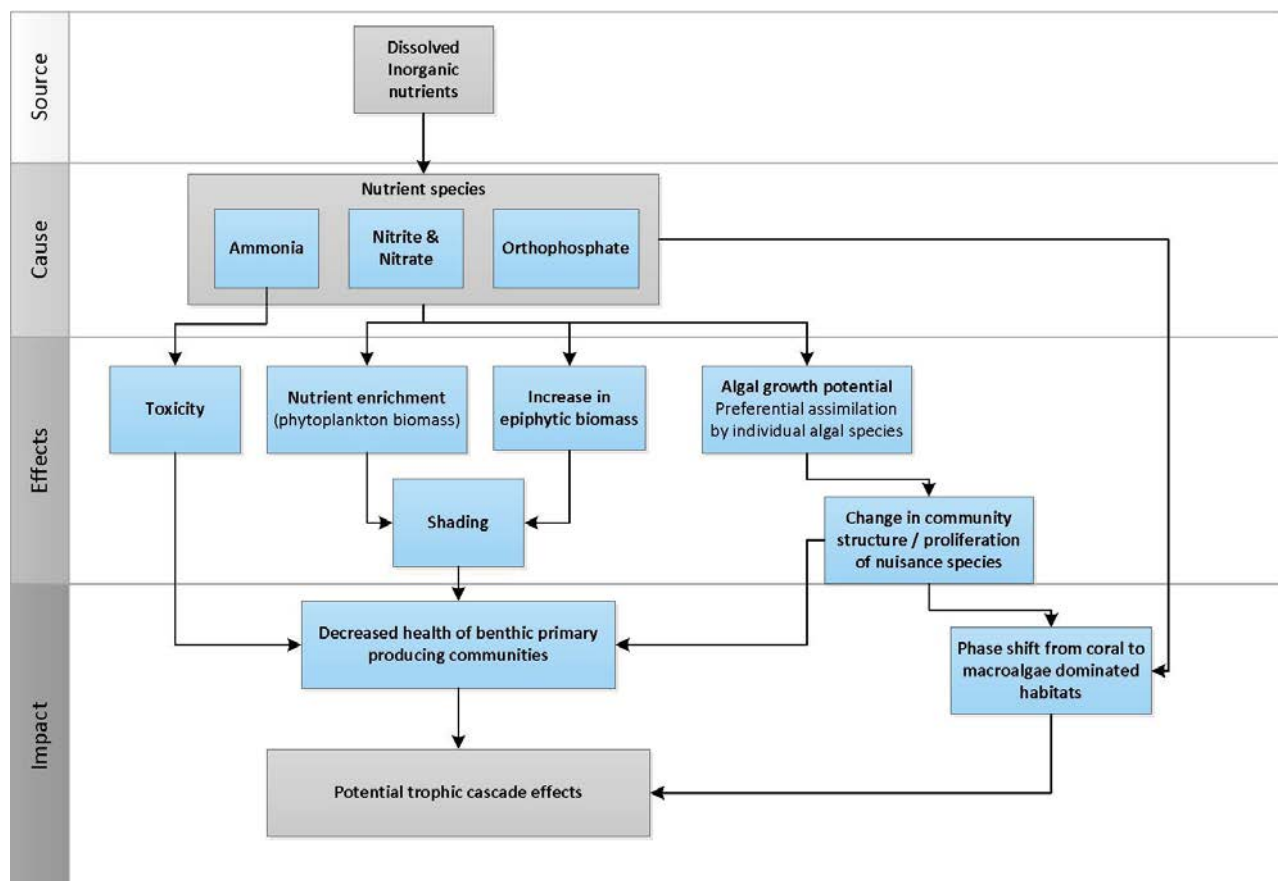 Source
Dissolved
Inorganic
nutrients
Cause
Nutrient species
Ammonia
Nitrite &
Nitrate
Orthophosphate
Effects
Toxicity
Nutrient enrichment
(phytoplankton biomass)
Increase in
epiphytic biomass
Algal growth potential
Preferential assimilation
by individual algal species
Shading
Change in community
structure / proliferation
of nuisance species
Impact
Decreased health of benthic primary
producing communities
Phase shift from coral to
macroalgae dominated
habitats
Potential trophic cascade effects